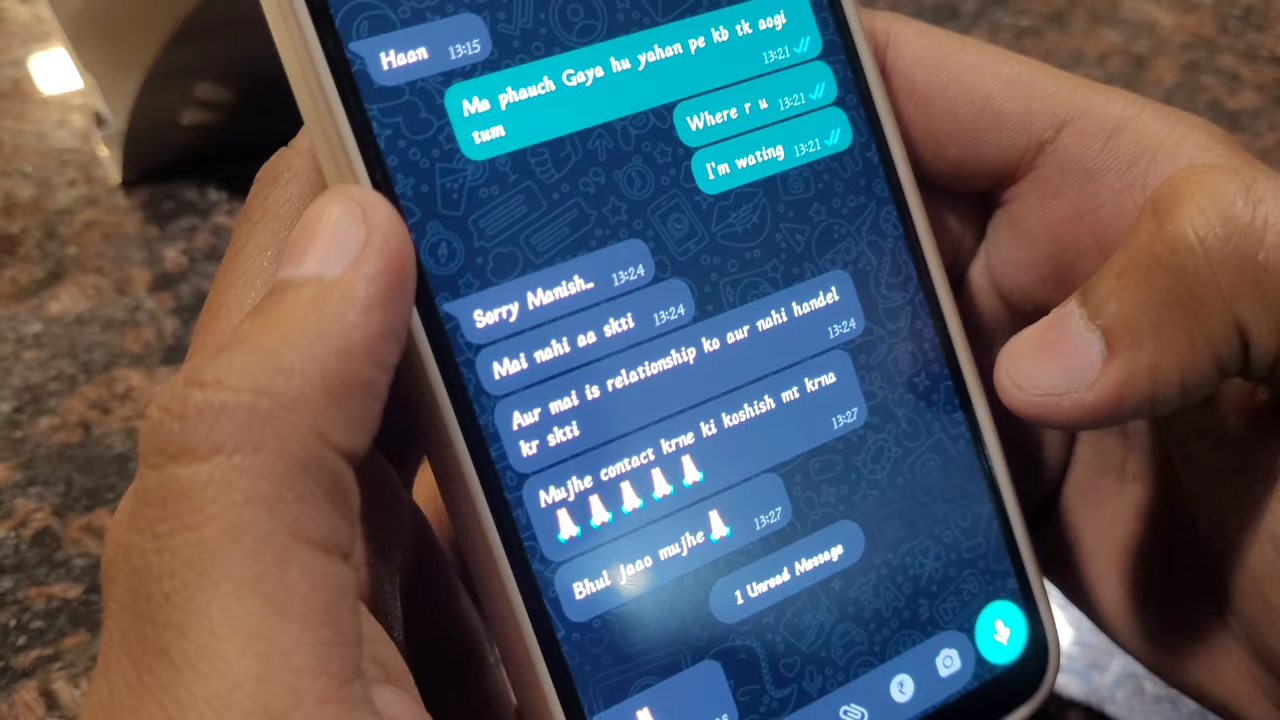 Haan 13:15
Ma phauch Gaya hu yahan pe kb tk aogi
tum 13:21
Where r u 13:21
I'm wating 13:21
Sorry Manish.. 13:24
Mai nahi aa skti 13:24
Aur mai is relationship ko aur nahi handel
kr skti 13:24
Mujhe contact krne ki koshish mt krna
🙏🙏🙏🙏🙏 13:27
Bhul jaao mujhe🙏 13:27
1 Unread Message